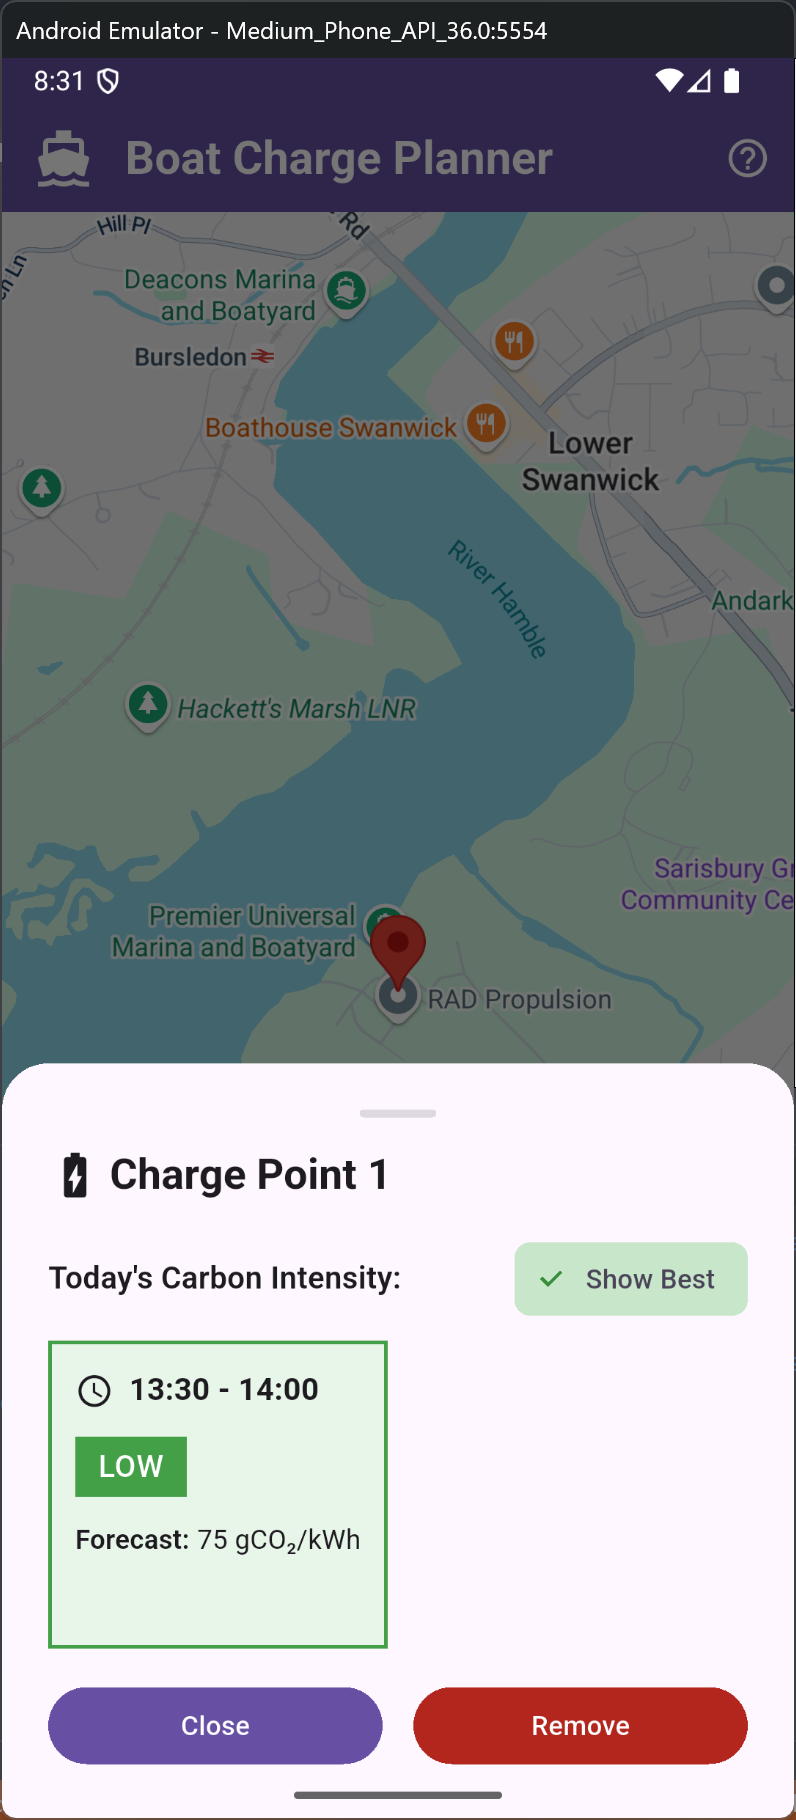 Android Emulator - Medium_Phone_API_36.0:5554
8:31
Boat Charge Planner
Hill Pl
Rd
Ln
Deacons Marina
and Boatyard
Bursledon
Boathouse Swanwick
Lower
Swanwick
River Hamble
Andark
Hackett's Marsh LNR
Sarisbury Gr
Community Ce
Premier Universal
Marina and Boatyard
RAD Propulsion
Charge Point 1
Today's Carbon Intensity:
Show Best
13:30 - 14:00
LOW
Forecast: 75 gCO₂/kWh
Close
Remove